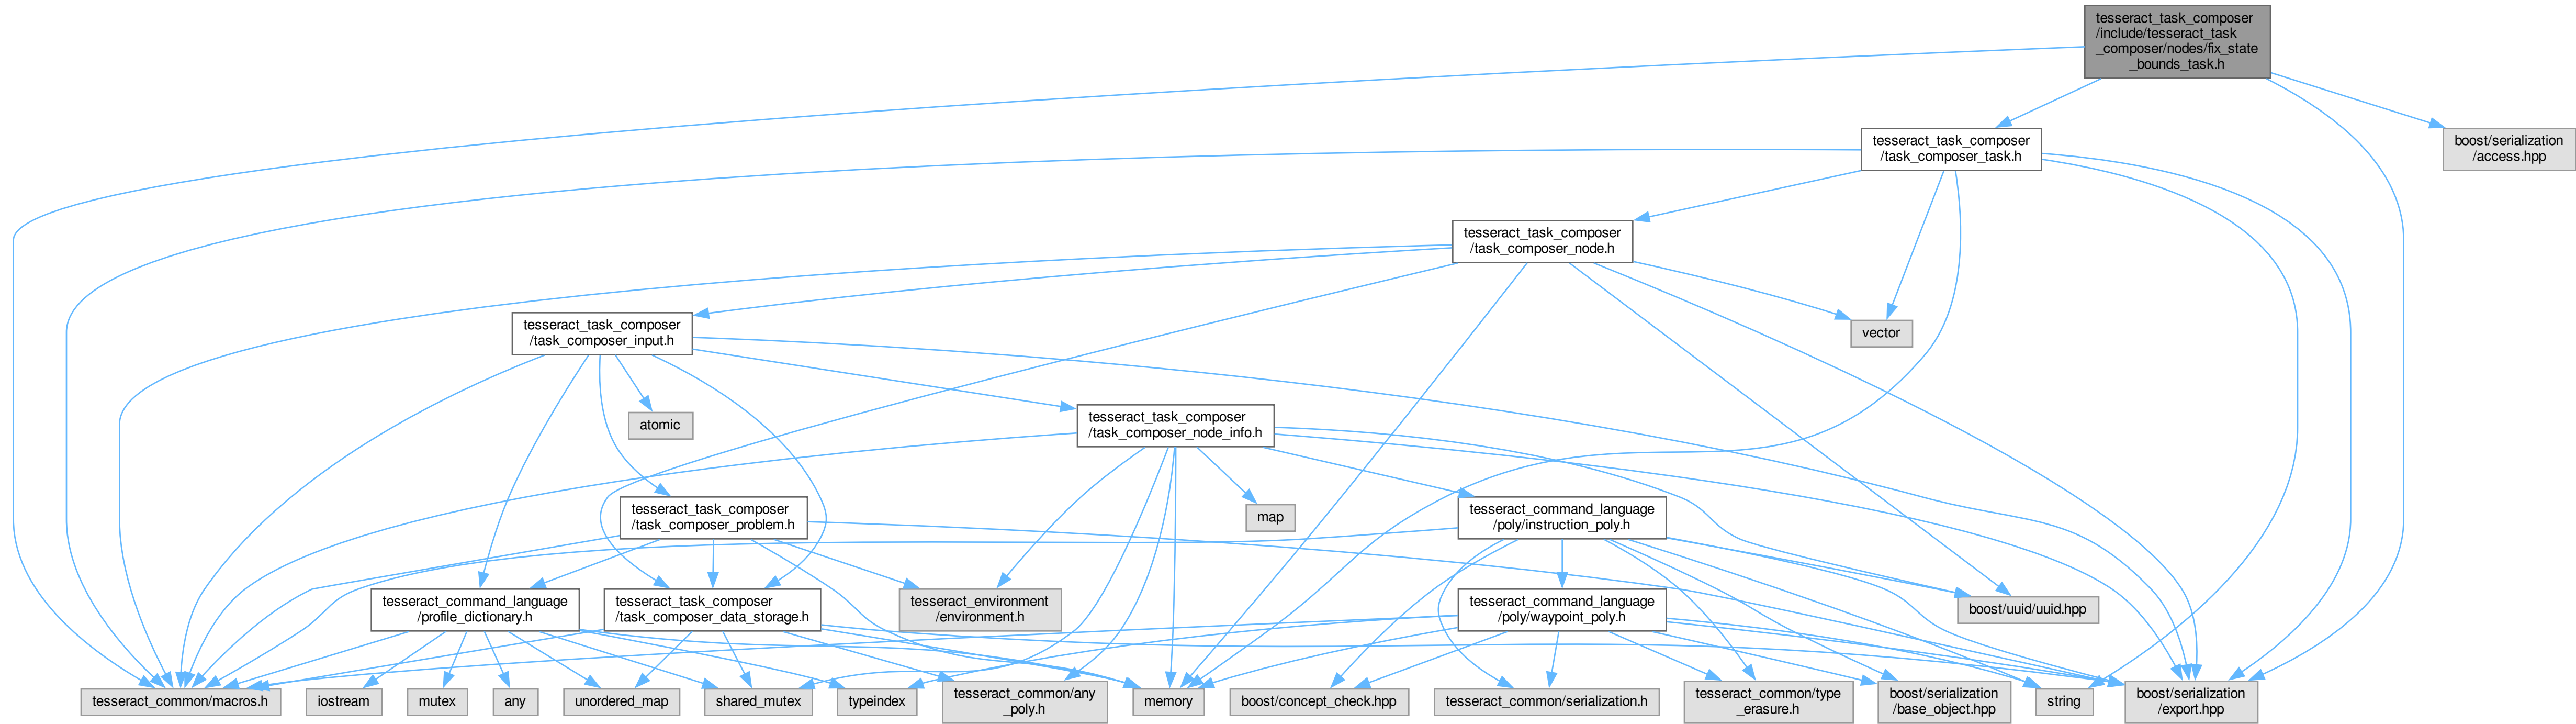 tesseract_task_composer
/include/tesseract_task
_composer/nodes/fix_state
_bounds_task.h
tesseract_task_composer
/task_composer_task.h
boost/serialization
/access.hpp
tesseract_task_composer
/task_composer_node.h
tesseract_task_composer
/task_composer_input.h
vector
atomic
tesseract_task_composer
/task_composer_node_info.h
tesseract_task_composer
/task_composer_problem.h
map
tesseract_command_language
/poly/instruction_poly.h
tesseract_command_language
/profile_dictionary.h
tesseract_task_composer
/task_composer_data_storage.h
tesseract_environment
/environment.h
tesseract_command_language
/poly/waypoint_poly.h
boost/uuid/uuid.hpp
tesseract_common/macros.h
iostream
mutex
any
unordered_map
shared_mutex
typeindex
tesseract_common/any
_poly.h
memory
boost/concept_check.hpp
tesseract_common/serialization.h
tesseract_common/type
_erasure.h
boost/serialization
/base_object.hpp
string
boost/serialization
/export.hpp